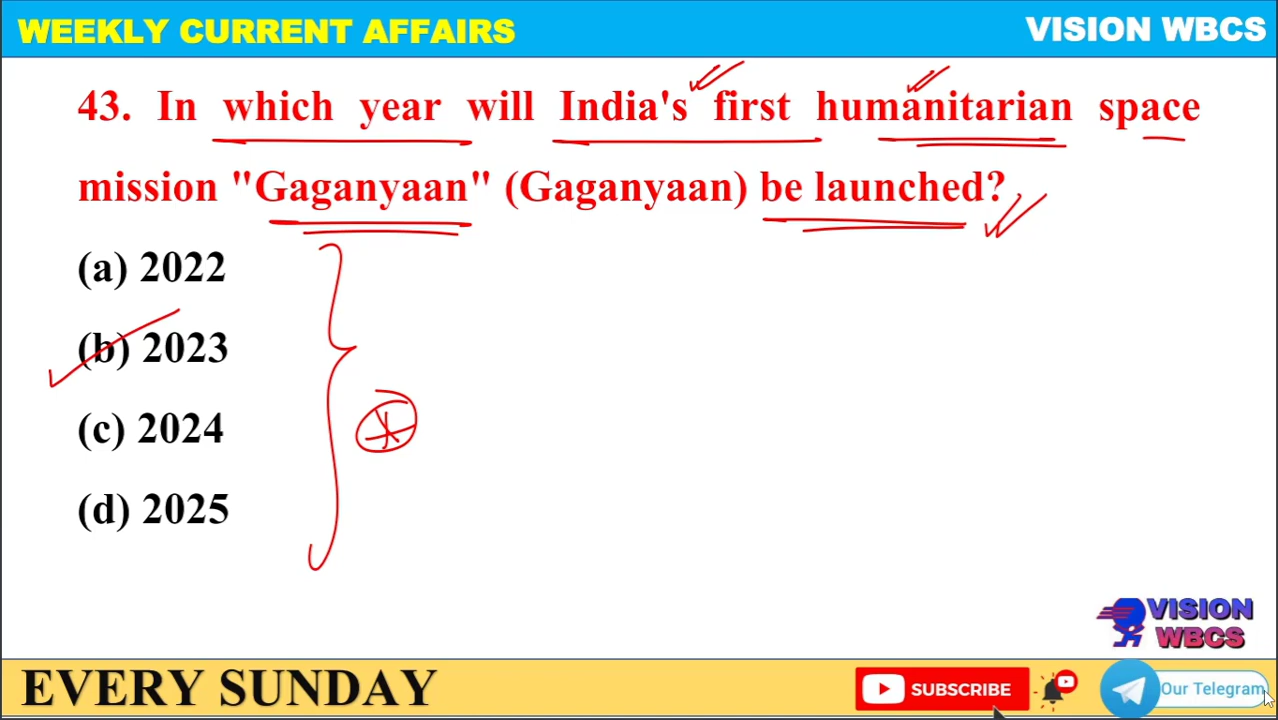 WEEKLY CURRENT AFFAIRS
VISION WBCS
43. In which year will India's first humanitarian space
mission "Gaganyaan" (Gaganyaan) be launched?
(a) 2022
(b) 2023
(c) 2024
(d) 2025
VISION
WBCS
EVERY SUNDAY
SUBSCRIBE
Our Telegram